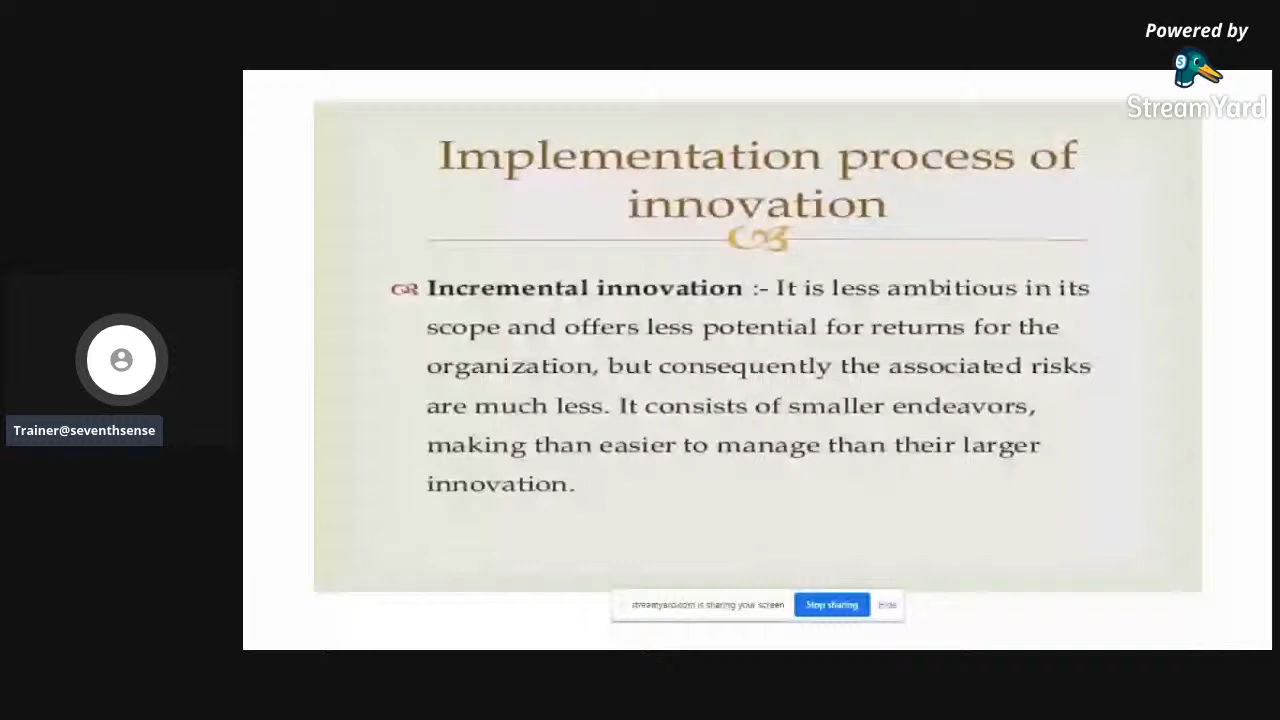 Powered by
StreamYard
Implementation process of
innovation
Incremental innovation :- It is less ambitious in its
scope and offers less potential for returns for the
organization, but consequently the associated risks
are much less. It consists of smaller endeavors,
making than easier to manage than their larger
innovation.
Trainer@seventhsense
streamyard.com is sharing your screen
Stop sharing
Hide